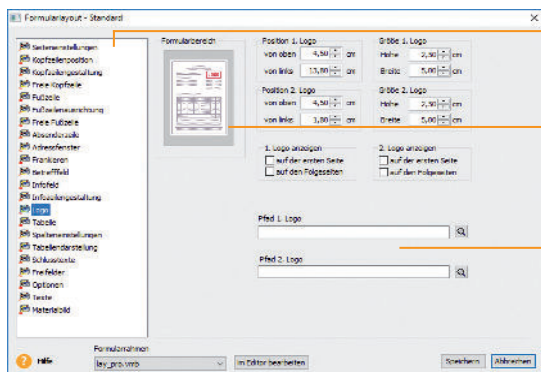 Formularlayout - Standard
Seiteneinstellungen
Kopfzeilenposition
Kopfzeilengestaltung
Freie Kopfzeile
Fußzeile
Fußzeilenausrichtung
Freie Fußzeile
Absenderzeile
Adressfenster
Frankieren
Betrefffeld
Infofeld
Infozeilengestaltung
Logo
Tabelle
Spalteneinstellungen
Tabellendarstellung
Schlusstexte
Freifelder
Optionen
Texte
Materialbild
Formularbereich
Position 1. Logo
von oben 4,50 cm
von links 13,80 cm
Größe 1. Logo
Höhe 2,50 cm
Breite 5,00 cm
Position 2. Logo
von oben 4,50 cm
von links 1,80 cm
Größe 2. Logo
Höhe 2,50 cm
Breite 5,00 cm
1. Logo anzeigen
auf der ersten Seite
auf den Folgeseiten
2. Logo anzeigen
auf der ersten Seite
auf den Folgeseiten
Pfad 1. Logo
Pfad 2. Logo
Hilfe
Formularrahmen
lay_pro.vmb
Im Editor bearbeiten
Speichern
Abbrechen